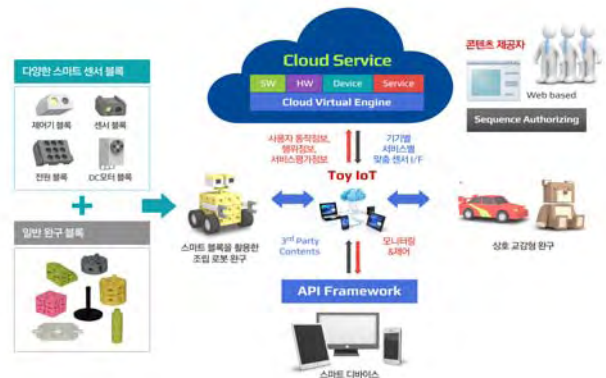 다양한 스마트 센서 블록
제어기 블록
센서 블록
전원 블록
DC모터 블록
일반 완구 블록
스마트 블록을 활용한
조립 로봇 완구
Cloud Service
SW
HW
Device
Service
Cloud Virtual Engine
사용자 동작정보,
행위정보,
서비스평가정보
기기별
서비스별
맞춤 센서 I/F
Toy IoT
3rd Party
Contents
모니터링
&제어
API Framework
스마트 디바이스
콘텐츠 제공자
Web based
Sequence Authorizing
상호 교감형 완구